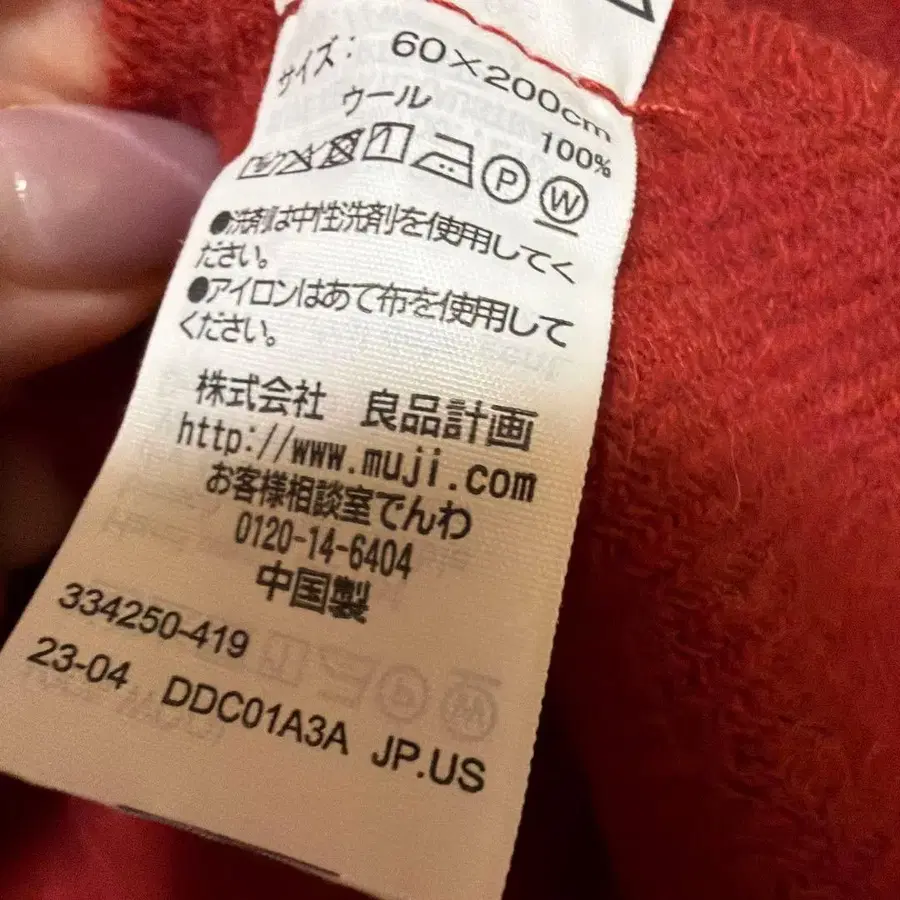 サイズ: 60×200cm
ウール 100%
P W
●洗剤は中性洗剤を使用してく
ださい。
●アイロンはあて布を使用して
ください。
株式会社 良品計画
http://www.muji.com
お客様相談室でんわ
0120-14-6404
中国製
334250-419
23-04 DDC01A3A JP.US